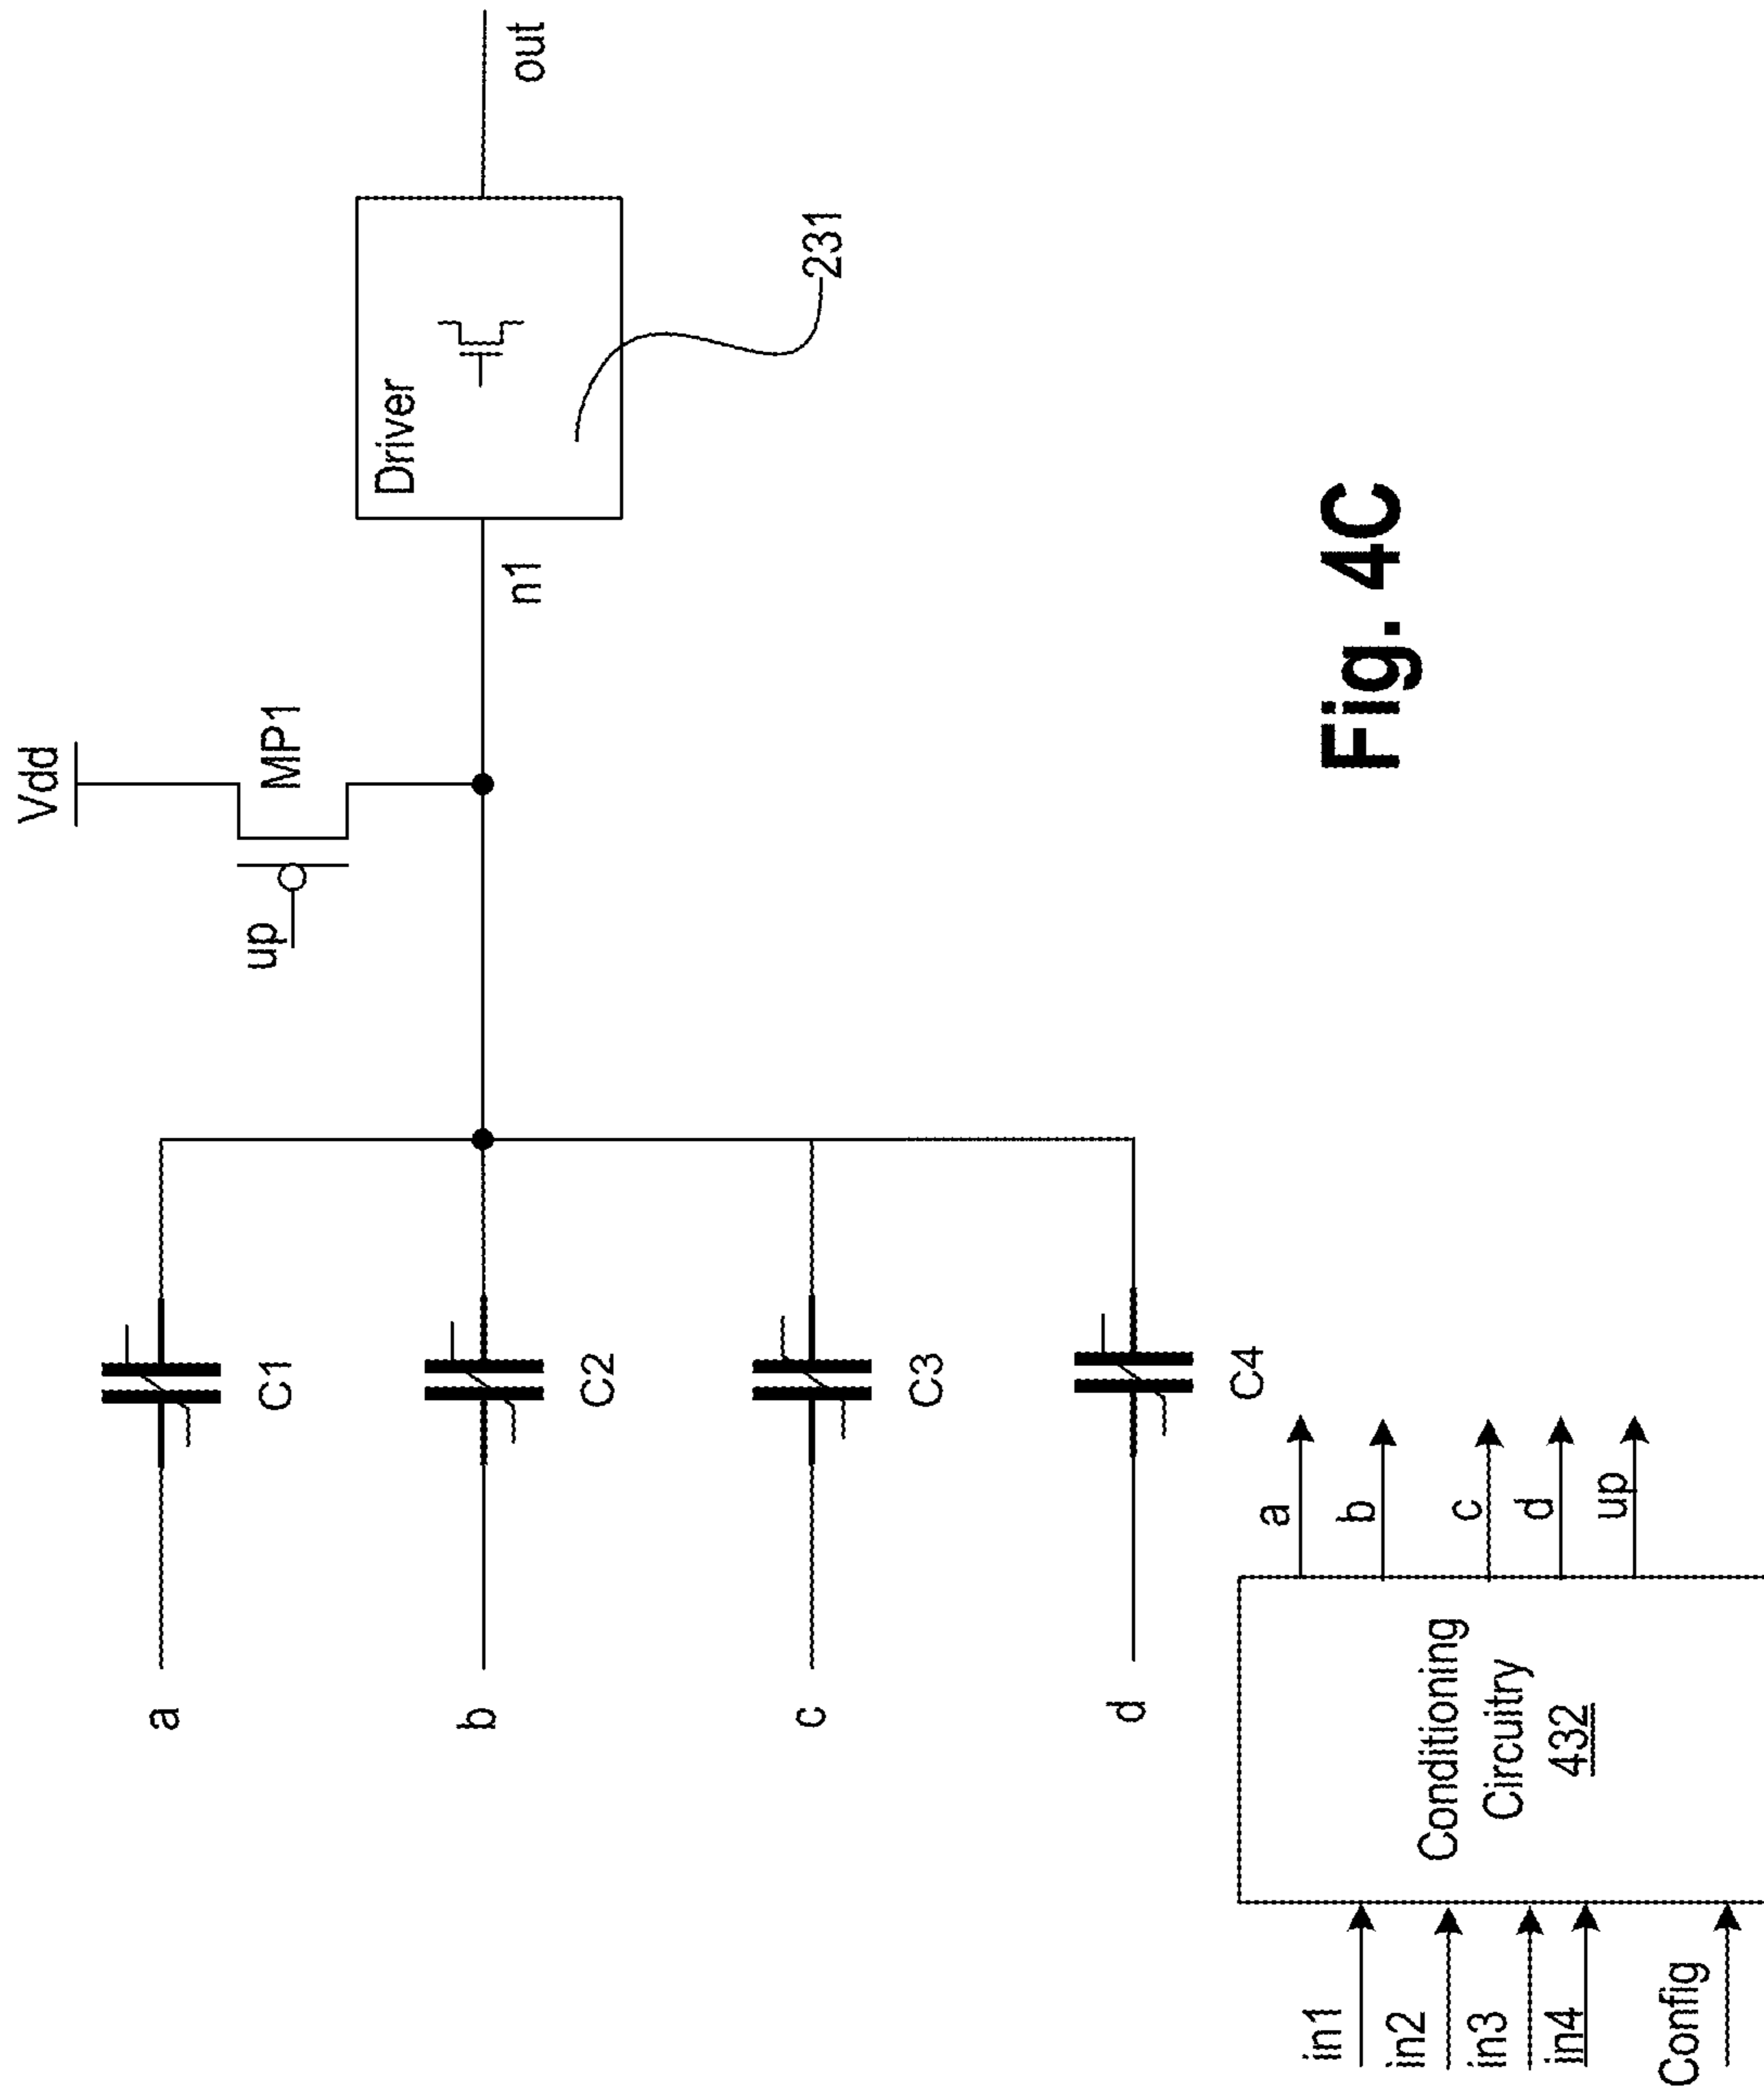 Vdd
up
MP1
a
C1
b
C2
n1
Driver
out
231
c
C3
d
C4
in1
in2
in3
in4
Config
Conditioning
Circuitry
432
a
b
c
d
up
Fig. 4C